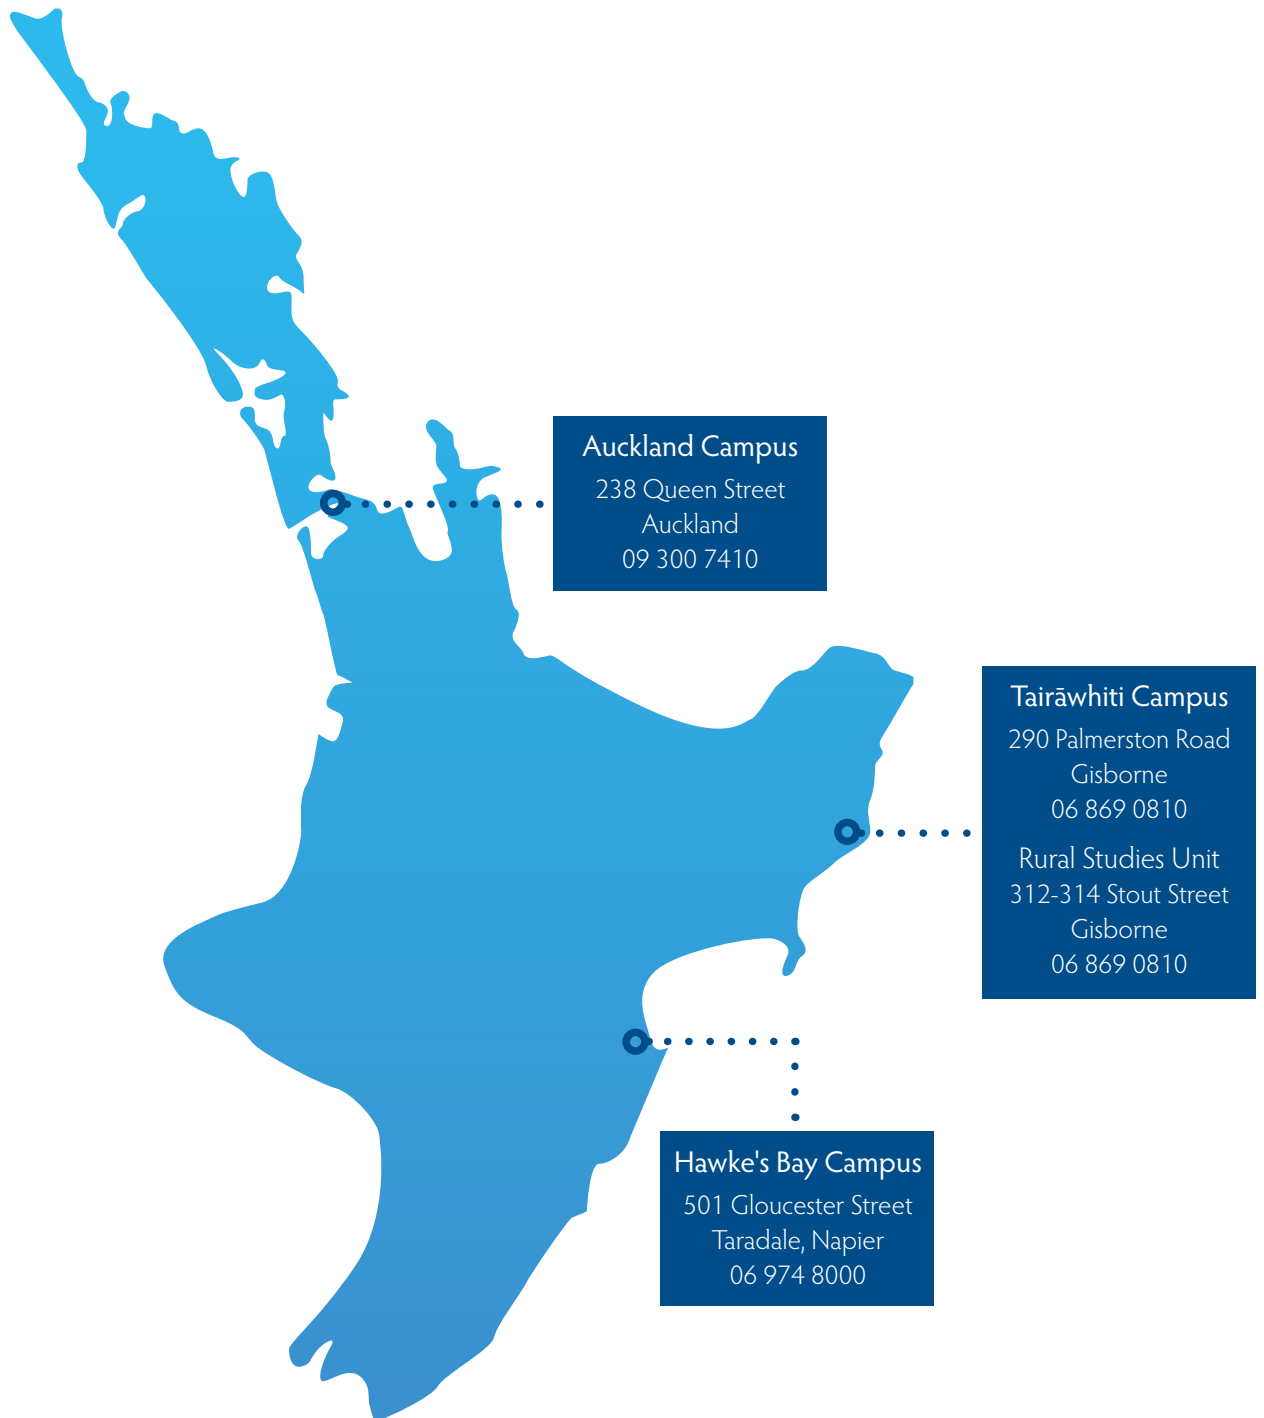 Auckland Campus
238 Queen Street
Auckland
09 300 7410
Tairāwhiti Campus
290 Palmerston Road
Gisborne
06 869 0810
Rural Studies Unit
312-314 Stout Street
Gisborne
06 869 0810
Hawke's Bay Campus
501 Gloucester Street
Taradale, Napier
06 974 8000